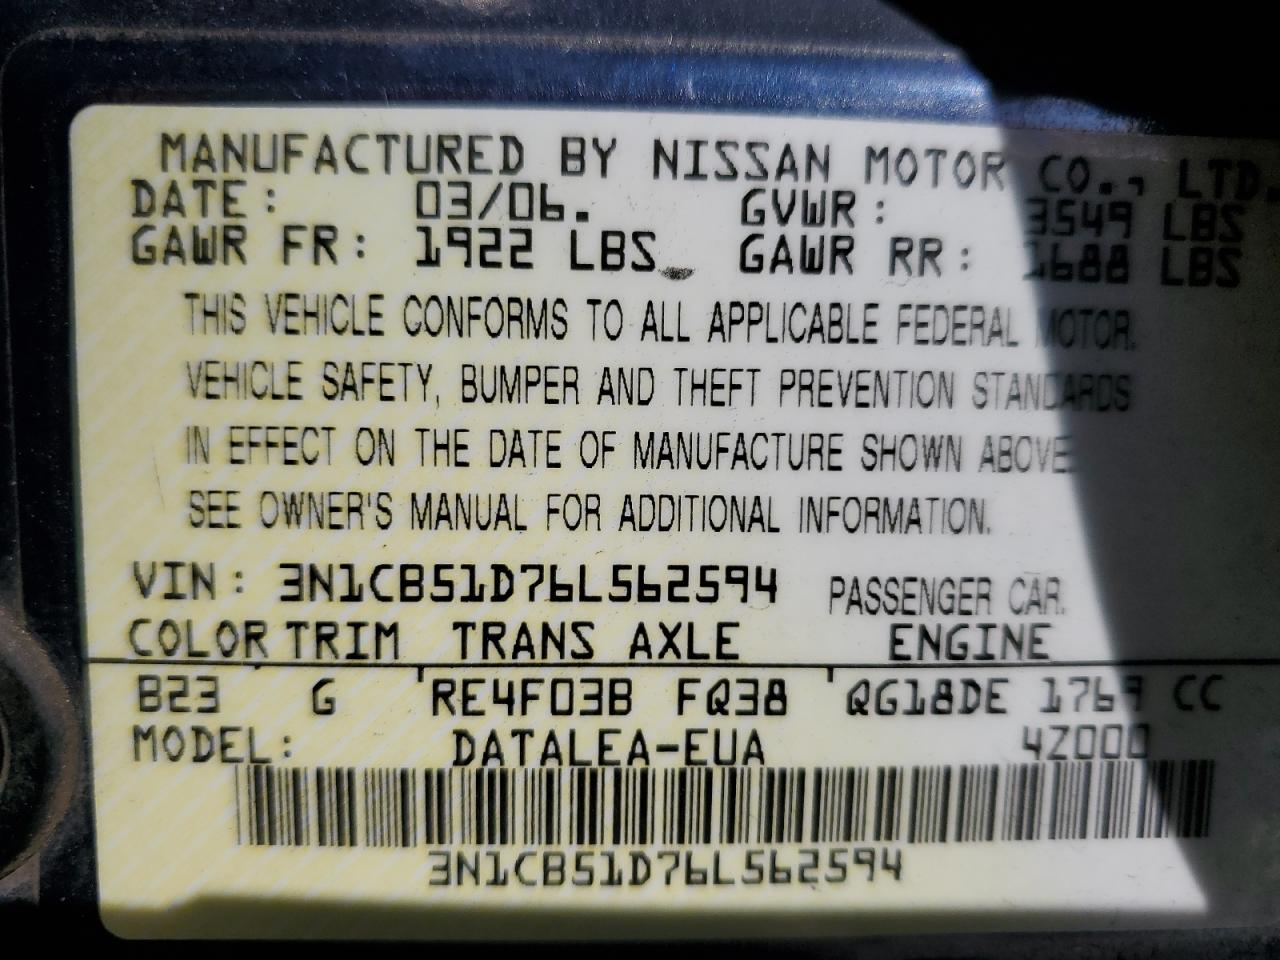 MANUFACTURED BY NISSAN MOTOR CO., LTD.
DATE: 03/06. GVWR: 3549 LBS
GAWR FR: 1922 LBS GAWR RR: 1688 LBS
THIS VEHICLE CONFORMS TO ALL APPLICABLE FEDERAL MOTOR.
VEHICLE SAFETY, BUMPER AND THEFT PREVENTION STANDARDS
IN EFFECT ON THE DATE OF MANUFACTURE SHOWN ABOVE
SEE OWNER'S MANUAL FOR ADDITIONAL INFORMATION.
VIN: 3N1CB51D76L562594 PASSENGER CAR.
COLOR TRIM TRANS AXLE ENGINE
B23 G RE4F03B FQ38 QG18DE 1769 CC
MODEL: DATALEA-EUA 4Z000
3N1CB51D76L562594